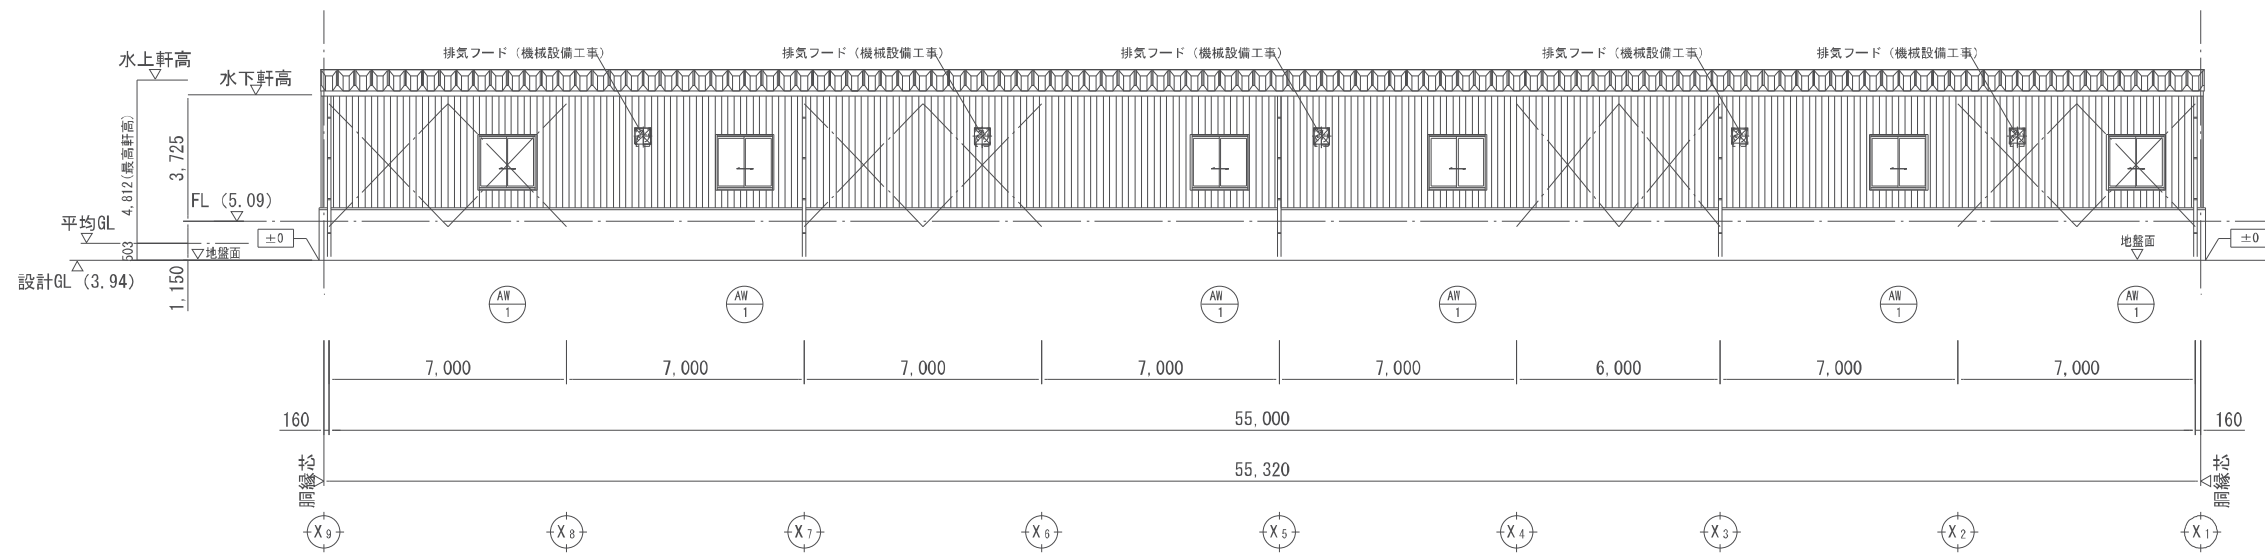 水上軒高
水下軒高
排気フード（機械設備工事）
排気フード（機械設備工事）
排気フード（機械設備工事）
排気フード（機械設備工事）
排気フード（機械設備工事）
4,812(最高軒高)
3,725
FL (5.09)
平均GL
±0
503
地盤面
地盤面
±0
設計GL (3.94)
1,150
AW
1
AW
1
AW
1
AW
1
AW
1
AW
1
7,000
7,000
7,000
7,000
7,000
6,000
7,000
7,000
160
55,000
160
胴縁芯
55,320
胴縁芯
X9
X8
X7
X6
X5
X4
X3
X2
X1